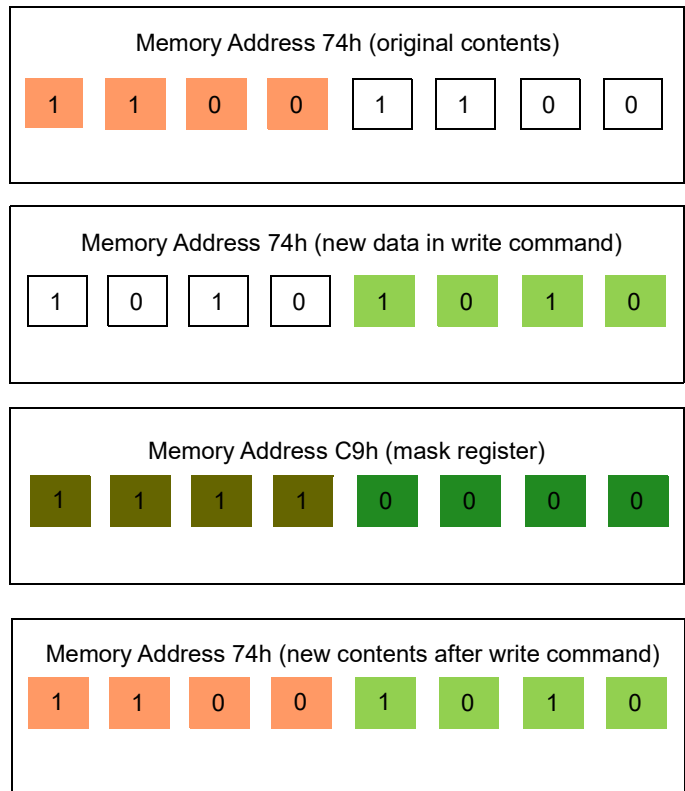 Memory Address 74h (original contents)
1 1 0 0 1 1 0 0
Memory Address 74h (new data in write command)
1 0 1 0 1 0 1 0
Memory Address C9h (mask register)
1 1 1 1 0 0 0 0
Memory Address 74h (new contents after write command)
1 1 0 0 1 0 1 0